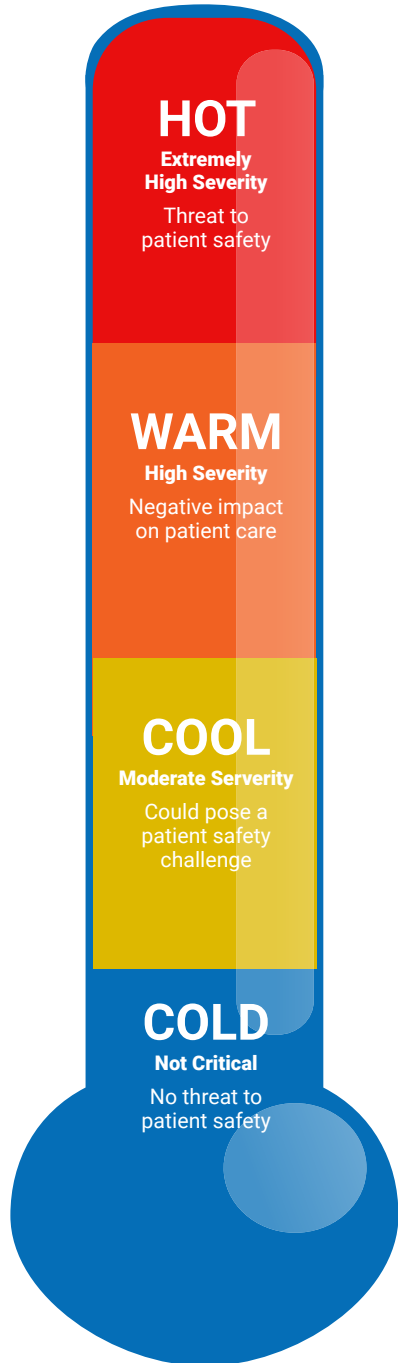 HOT
Extremely
High Severity
Threat to
patient safety
WARM
High Severity
Negative impact
on patient care
COOL
Moderate Serverity
Could pose a
patient safety
challenge
COLD
Not Critical
No threat to
patient safety